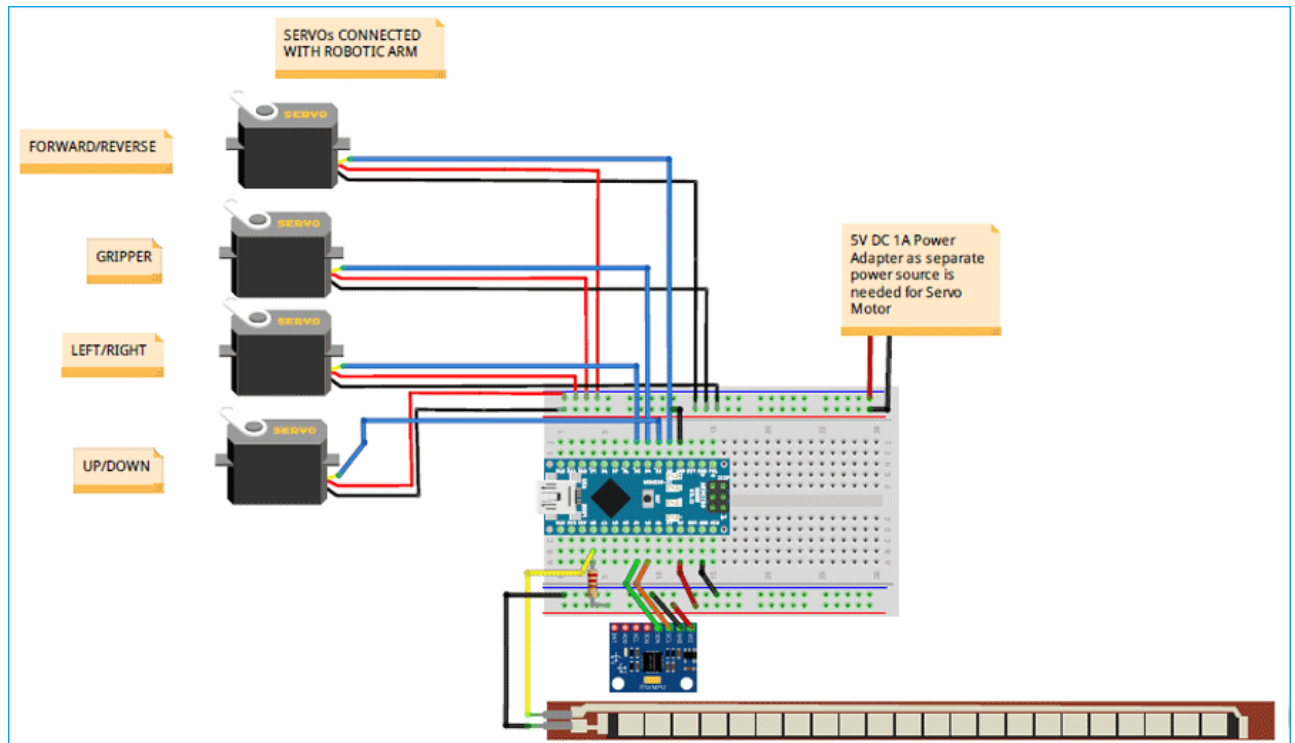 SERVOs CONNECTED
WITH ROBOTIC ARM
SERVO
FORWARD/REVERSE
SERVO
GRIPPER
5V DC 1A Power
Adapter as separate
power source is
needed for Servo
Motor
SERVO
LEFT/RIGHT
SERVO
UP/DOWN